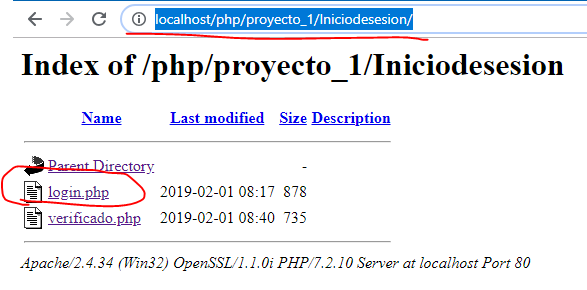 localhost/php/proyecto_1/Iniciodesesion/
Index of /php/proyecto_1/Iniciodesesion
Name Last modified Size Description
Parent Directory -
login.php 2019-02-01 08:17 878
verificado.php 2019-02-01 08:40 735
Apache/2.4.34 (Win32) OpenSSL/1.1.0i PHP/7.2.10 Server at localhost Port 80